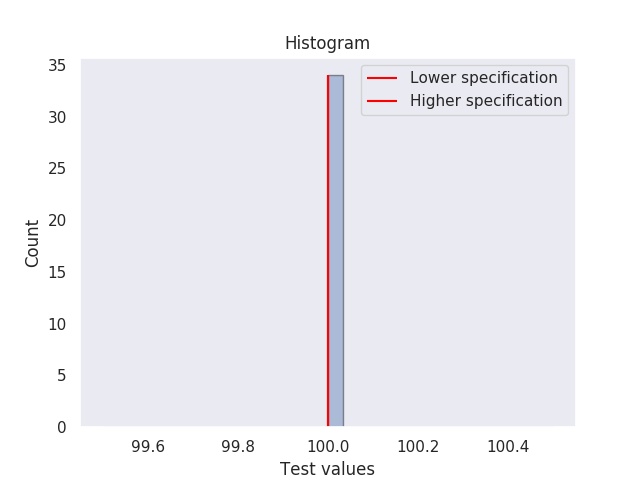 Histogram
35
30
25
20
15
10
5
0
Count
Lower specification
Higher specification
99.6 99.8 100.0 100.2 100.4
Test values